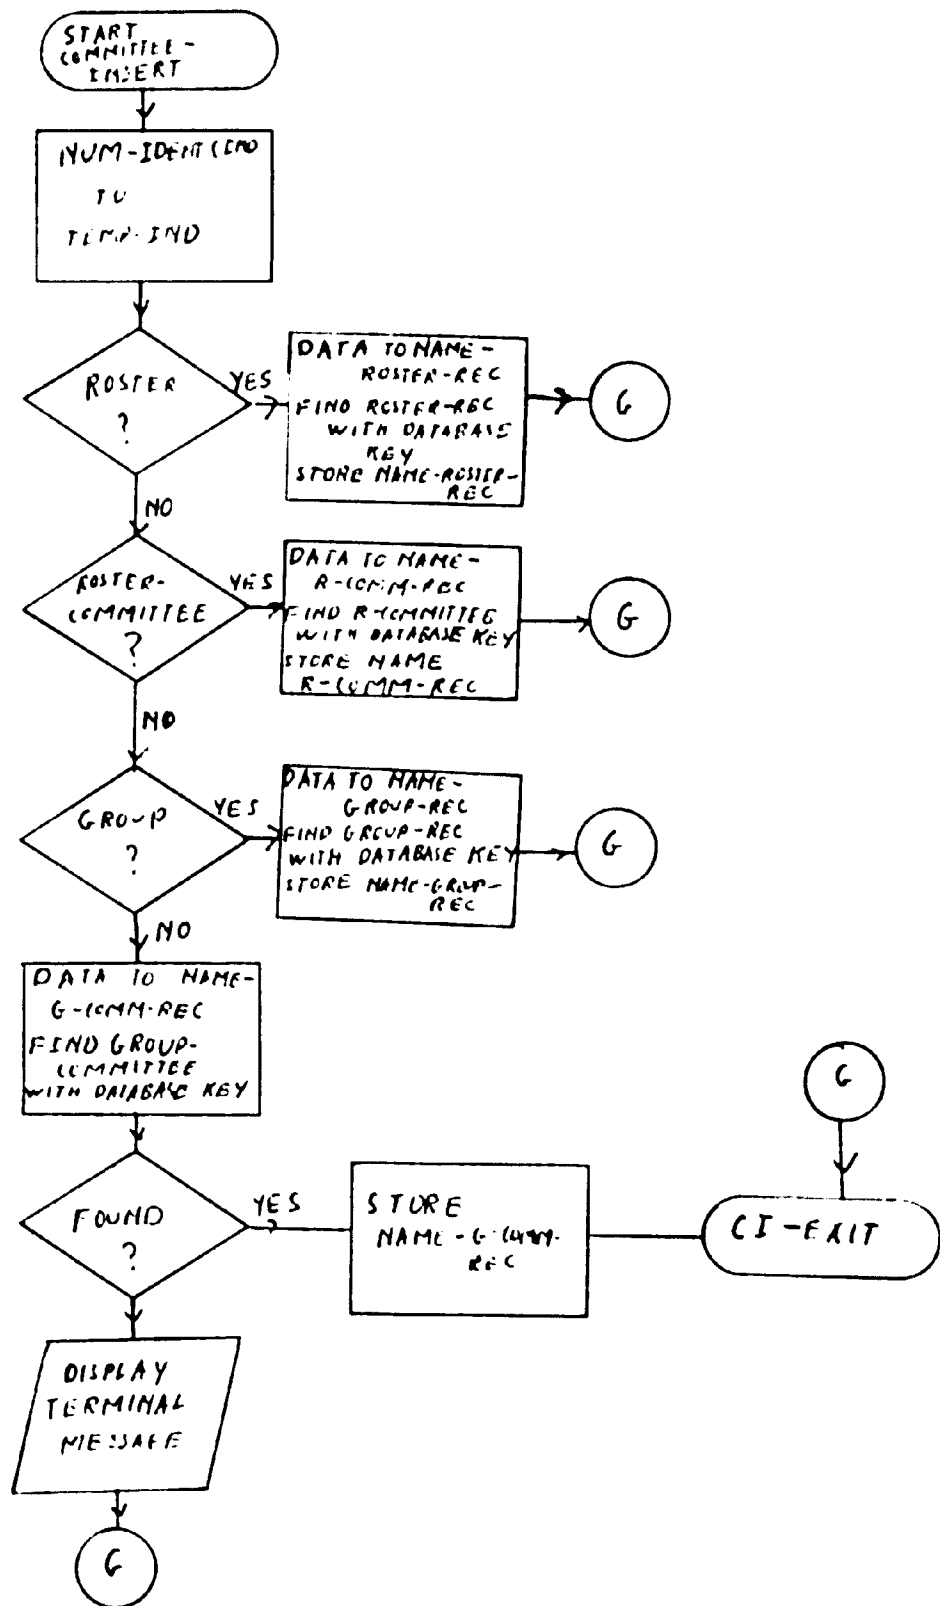 START
COMMITTEE-
INSERT
NUM-IDENT(IND
TO
TEMP-IND
ROSTER
?
YES
DATA TO NAME-
ROSTER-REC
FIND ROSTER-REC
WITH DATABASE
KEY
STORE NAME-ROSTER-
REC
G
NO
ROSTER-
COMMITTEE
?
YES
DATA TO NAME-
R-COMM-REC
FIND R-COMMITTEE
WITH DATABASE KEY
STORE NAME
R-COMM-REC
G
NO
GROUP
?
YES
DATA TO NAME-
GROUP-REC
FIND GROUP-REC
WITH DATABASE KEY
STORE NAME-GROUP-
REC
G
NO
DATA TO NAME-
G-COMM-REC
FIND GROUP-
COMMITTEE
WITH DATABASE KEY
G
FOUND
?
YES
STORE
NAME-G-COMM-
REC
CI-EXIT
DISPLAY
TERMINAL
MESSAGE
G